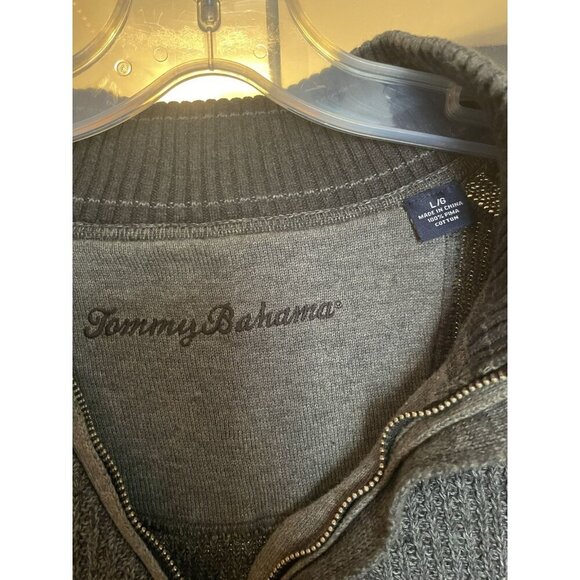 L/G
MADE IN CHINA
100% PIMA
COTTON
Tommy Bahama®